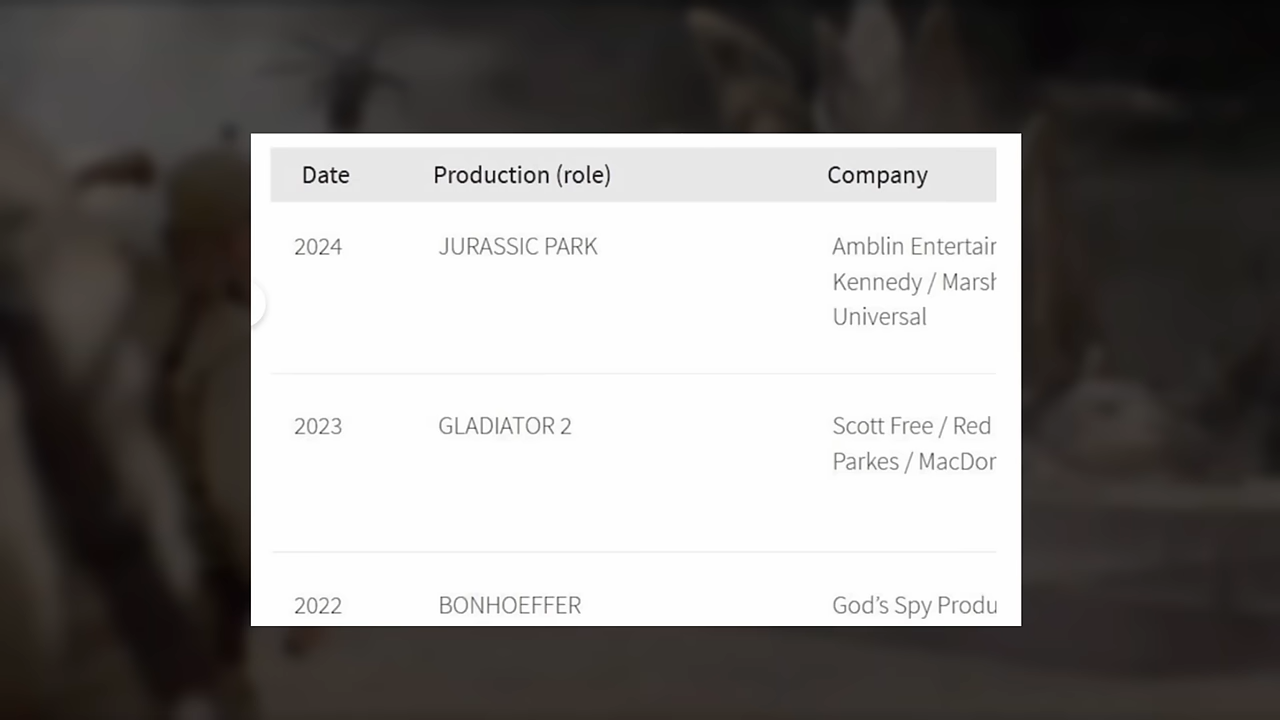 Date Production (role) Company
2024 JURASSIC PARK Amblin Entertain
Kennedy / Marsh
Universal
2023 GLADIATOR 2 Scott Free / Red
Parkes / MacDon
2022 BONHOEFFER God’s Spy Produ